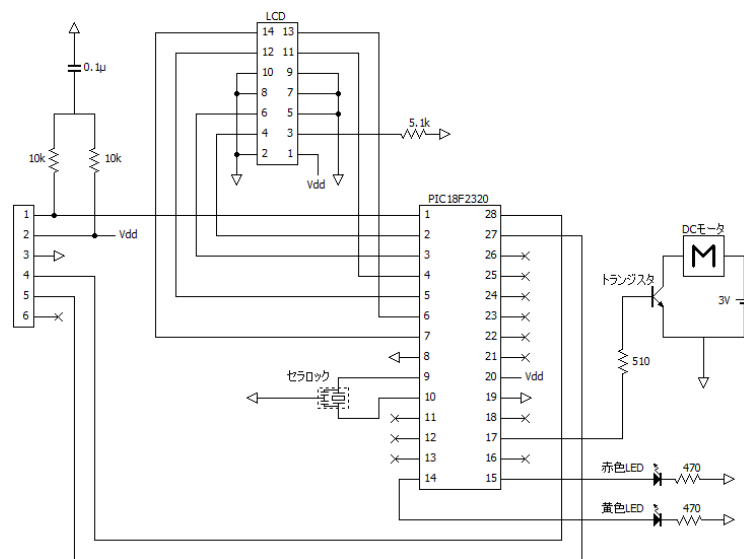 LCD
14 13
12 11
10 9
8 7
6 5
4 3
2 1
0.1μ
5.1k
10k 10k
Vdd
PIC18F2320
1 28
2 27
3 26
4 25
5 24
6 23
7 22
8 21
9 20
10 19
11 18
12 17
13 16
14 15
1
2
3
4
5
6
Vdd
Vdd
セラロック
DCモータ
M
トランジスタ
3V
510
赤色LED 470
黄色LED 470